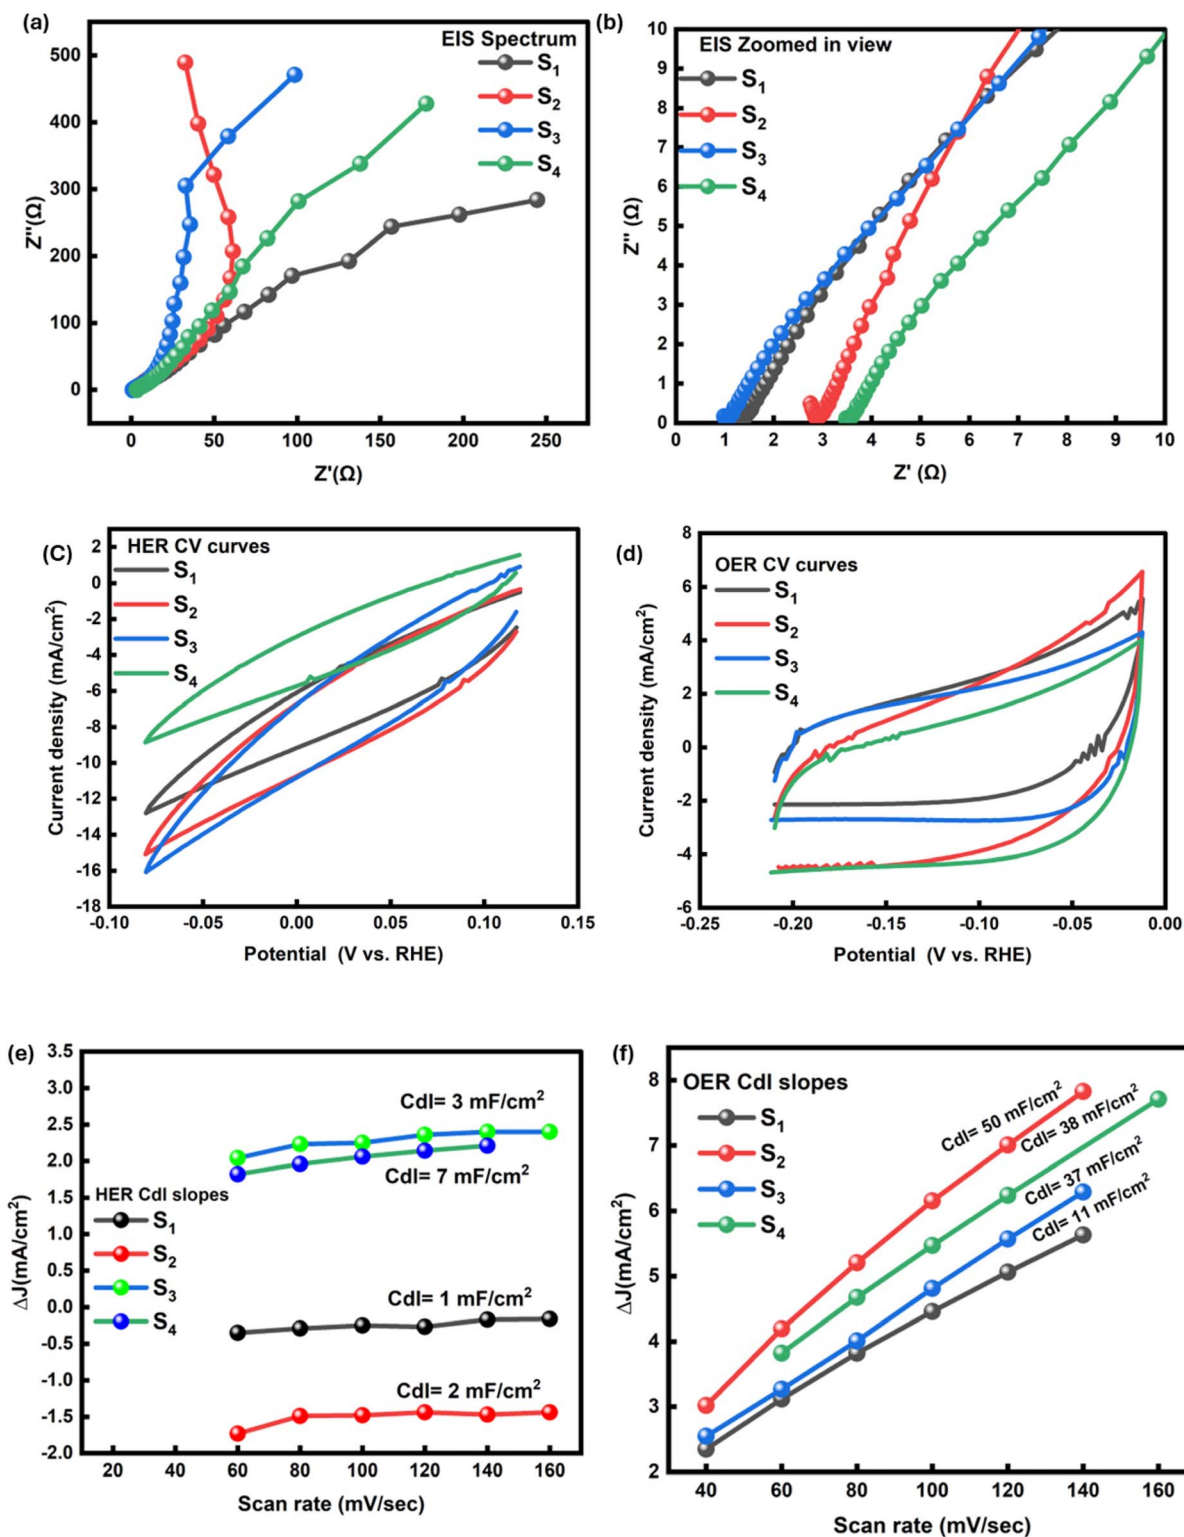 (a)
EIS Spectrum
S1
S2
S3
S4
500
400
300
200
100
0
Z''(Ω)
0
50
100
150
200
250
Z'(Ω)
(b)
EIS Zoomed in view
S1
S2
S3
S4
10
9
8
7
6
5
4
3
2
1
0
Z'' (Ω)
0
1
2
3
4
5
6
7
8
9
10
Z' (Ω)
(C)
HER CV curves
S1
S2
S3
S4
2
0
-2
-4
-6
-8
-10
-12
-14
-16
-18
Current density (mA/cm2)
-0.10
-0.05
0.00
0.05
0.10
0.15
Potential (V vs. RHE)
(d)
OER CV curves
S1
S2
S3
S4
8
6
4
2
0
-2
-4
-6
Current density (mA/cm2)
-0.25
-0.20
-0.15
-0.10
-0.05
0.00
Potential (V vs. RHE)
(e)
3.5
3.0
2.5
2.0
1.5
1.0
0.5
0.0
-0.5
-1.0
-1.5
-2.0
ΔJ(mA/cm2)
Cdl= 3 mF/cm2
Cdl= 7 mF/cm2
HER Cdl slopes
S1
S2
S3
S4
Cdl= 1 mF/cm2
Cdl= 2 mF/cm2
20
40
60
80
100
120
140
160
Scan rate (mV/sec)
(f)
OER Cdl slopes
S1
S2
S3
S4
Cdl= 50 mF/cm2
Cdl= 38 mF/cm2
Cdl= 37 mF/cm2
Cdl= 11 mF/cm2
8
7
6
5
4
3
2
ΔJ(mA/cm2)
40
60
80
100
120
140
160
Scan rate (mV/sec)